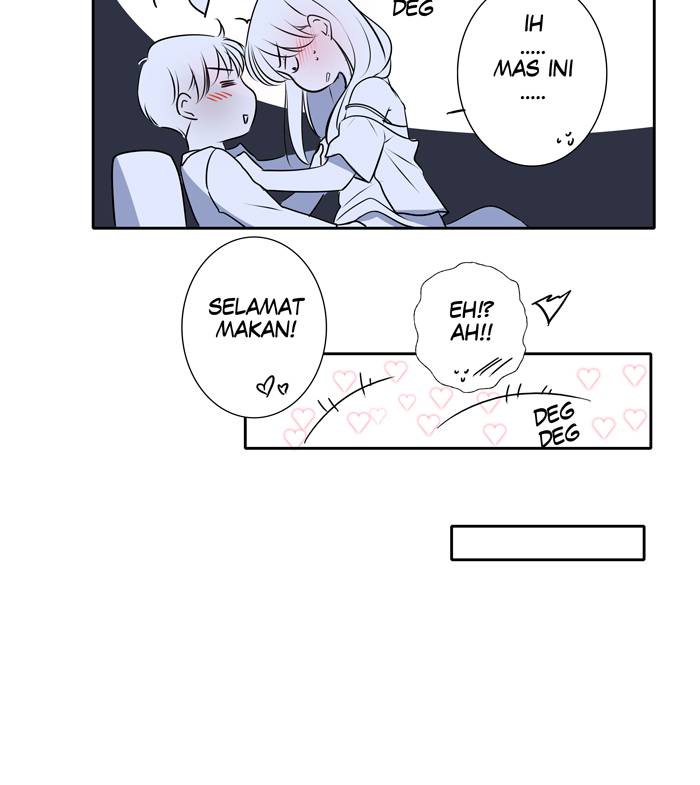 DEG
IH
.....
MAS INI
.....
SELAMAT
MAKAN!
EH!?
AH!!
DEG
DEG